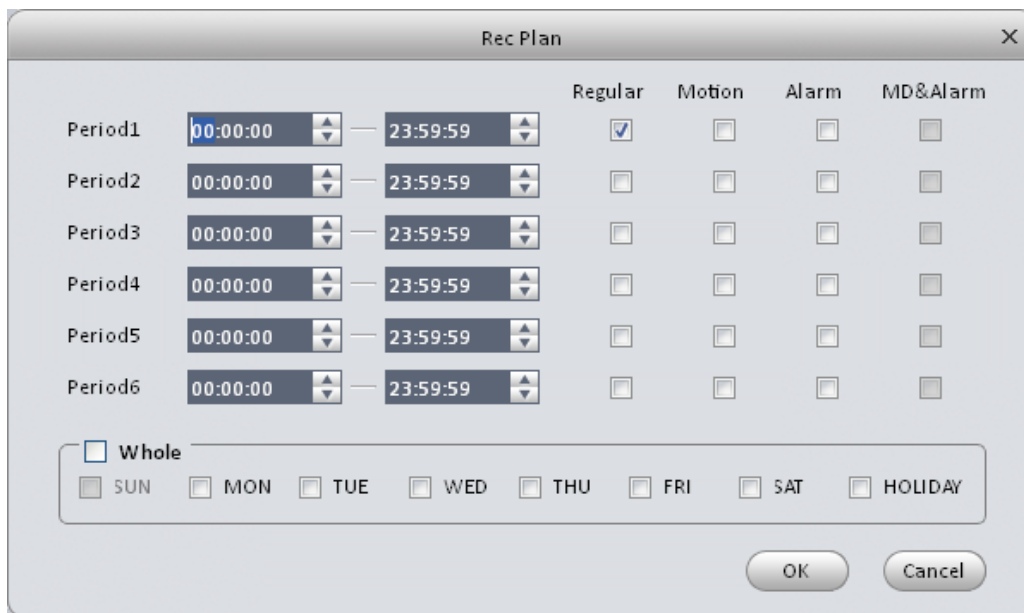 Rec Plan
Regular Motion Alarm MD&Alarm
Period1 00:00:00 — 23:59:59
Period2 00:00:00 — 23:59:59
Period3 00:00:00 — 23:59:59
Period4 00:00:00 — 23:59:59
Period5 00:00:00 — 23:59:59
Period6 00:00:00 — 23:59:59
Whole
SUN MON TUE WED THU FRI SAT HOLIDAY
OK Cancel